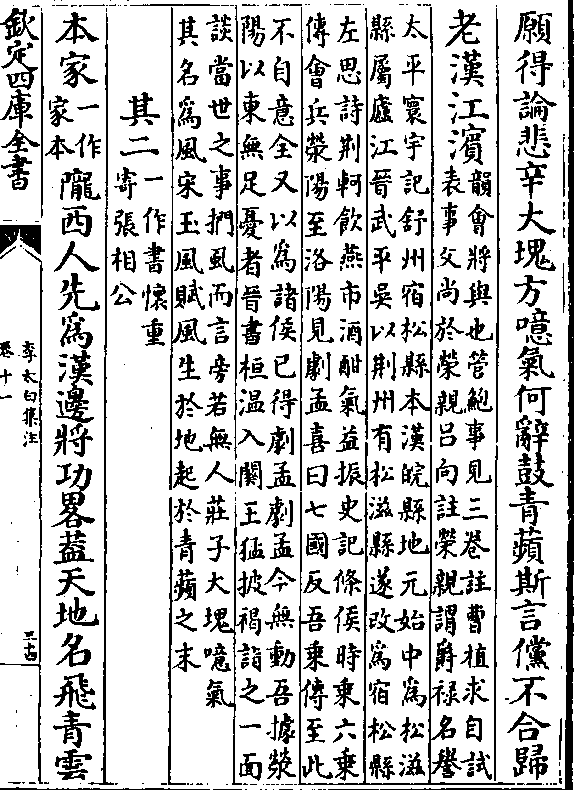 願得論悲辛大塊方噫氣何辭鼓青蘋斯言儻不合歸
老漢江濱
韻會將與也管鮑事見三卷註曹植求自試
表事父尚於榮親吕向註榮親謂爵禄名譽
太平寰宇記舒州宿松縣本漢皖縣地元始中為松滋
縣屬廬江晉武平吳以荆州有松滋縣遂改為宿松縣
左思詩荆軻飲燕市酒酣氣益振史記條侯時乘六乗
傳會兵滎陽至洛陽見劇孟喜曰七國反吾乗傳至此
不自意全又以為諸侯已得劇孟劇孟今無動吾據滎
陽以東無足憂者晉書桓温入關王猛披褐詣之一面
談當世之事捫虱而言旁若無人莊子大塊噫氣
其名為風宋玉風賦風生於地起於青蘋之末
其二
一作書懷重
寄張相公
本家
一作
家本
隴西人先為漢邊將功畧葢天地名飛青雲
欽定四庫全書
李太白集注
卷十一
三十四